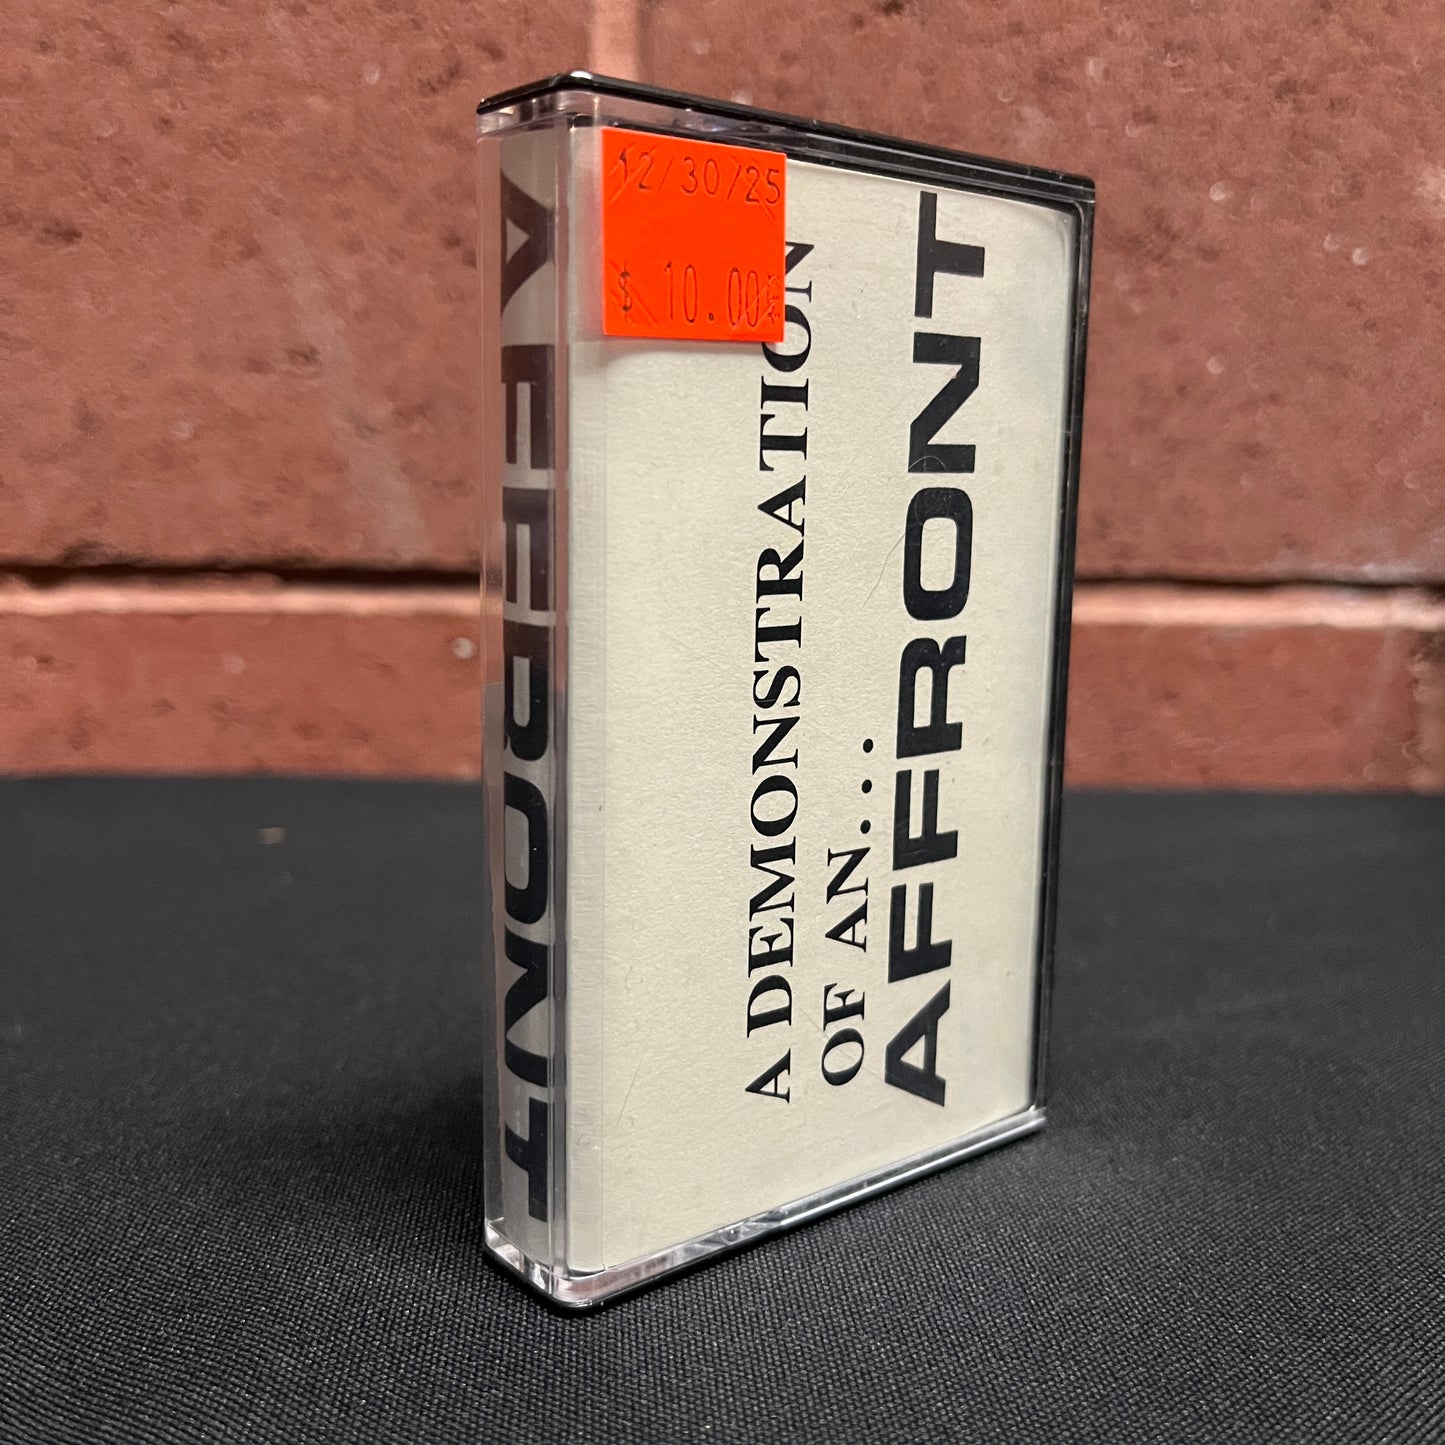 AFFRONT
12/30/25
$ 10.00
A DEMONSTRATION
OF AN...
AFFRONT